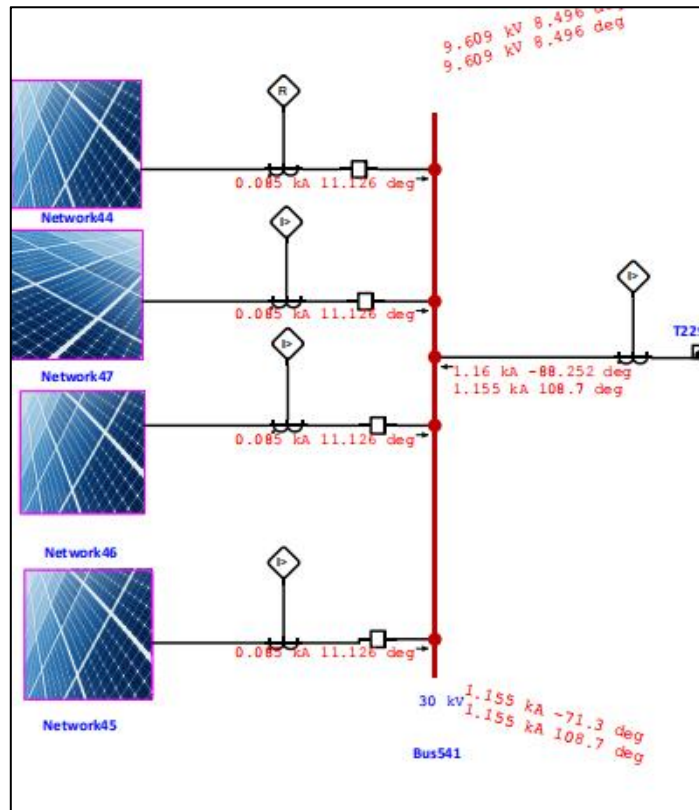 9.609 kV 8.496 deg
9.609 kV 8.496 deg
R
0.085 kA 11.126 deg
Network44
I>
0.085 kA 11.126 deg
Network47
I>
I>
T229
1.16 kA -88.252 deg
1.155 kA 108.7 deg
0.085 kA 11.126 deg
Network46
I>
0.085 kA 11.126 deg
Network45
30 kV
1.155 kA -71.3 deg
1.155 kA 108.7 deg
Bus541